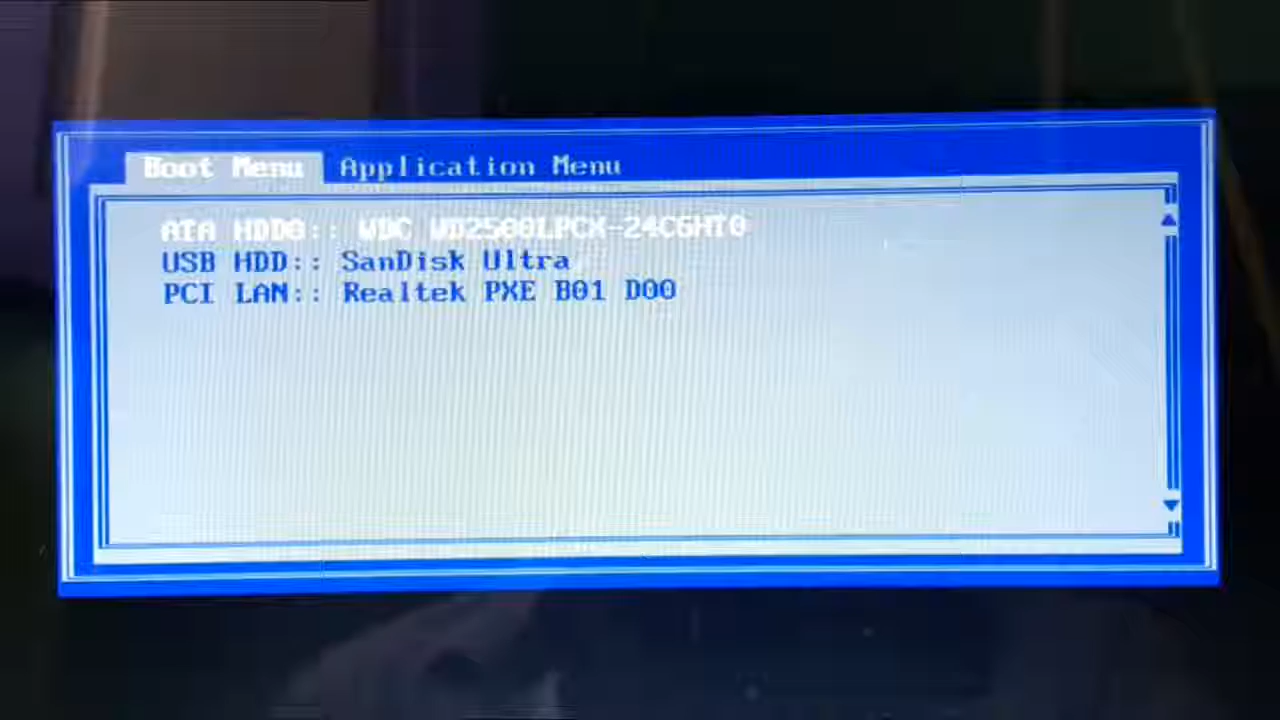 Boot Menu Application Menu
ATA HDD0:: WDC WD2500LPCX-24C6HT0
USB HDD:: SanDisk Ultra
PCI LAN:: Realtek PXE B01 D00